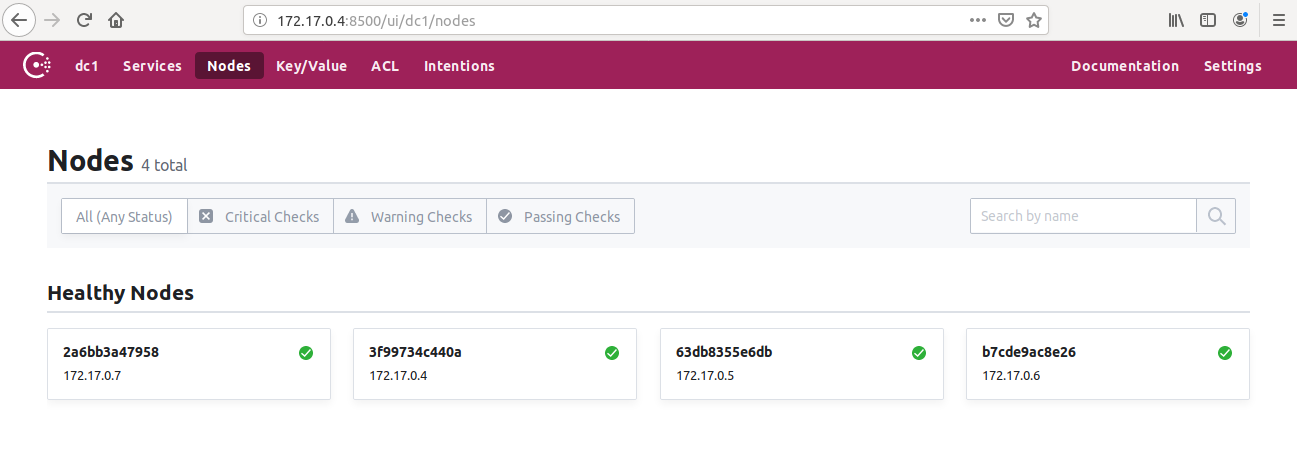 172.17.0.4:8500/ui/dc1/nodes
dc1 Services Nodes Key/Value ACL Intentions Documentation Settings
Nodes 4 total
All (Any Status) Critical Checks Warning Checks Passing Checks Search by name
Healthy Nodes
2a6bb3a47958 3f99734c440a 63db8355e6db b7cde9ac8e26
172.17.0.7 172.17.0.4 172.17.0.5 172.17.0.6